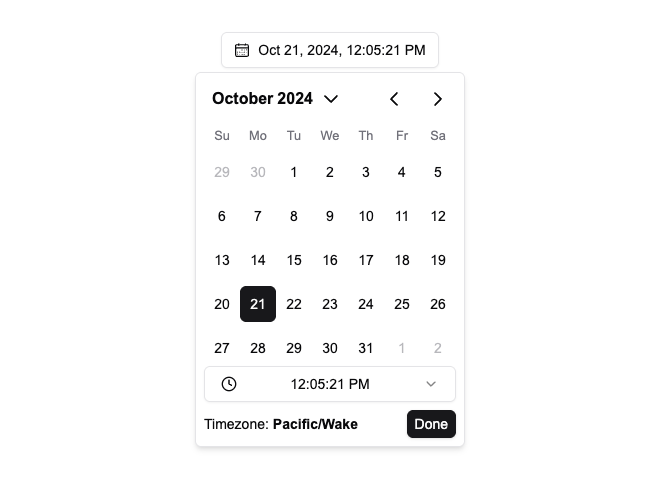 Oct 21, 2024, 12:05:21 PM
October 2024
Su Mo Tu We Th Fr Sa
29 30 1 2 3 4 5
6 7 8 9 10 11 12
13 14 15 16 17 18 19
20 21 22 23 24 25 26
27 28 29 30 31 1 2
12:05:21 PM
Timezone: Pacific/Wake Done